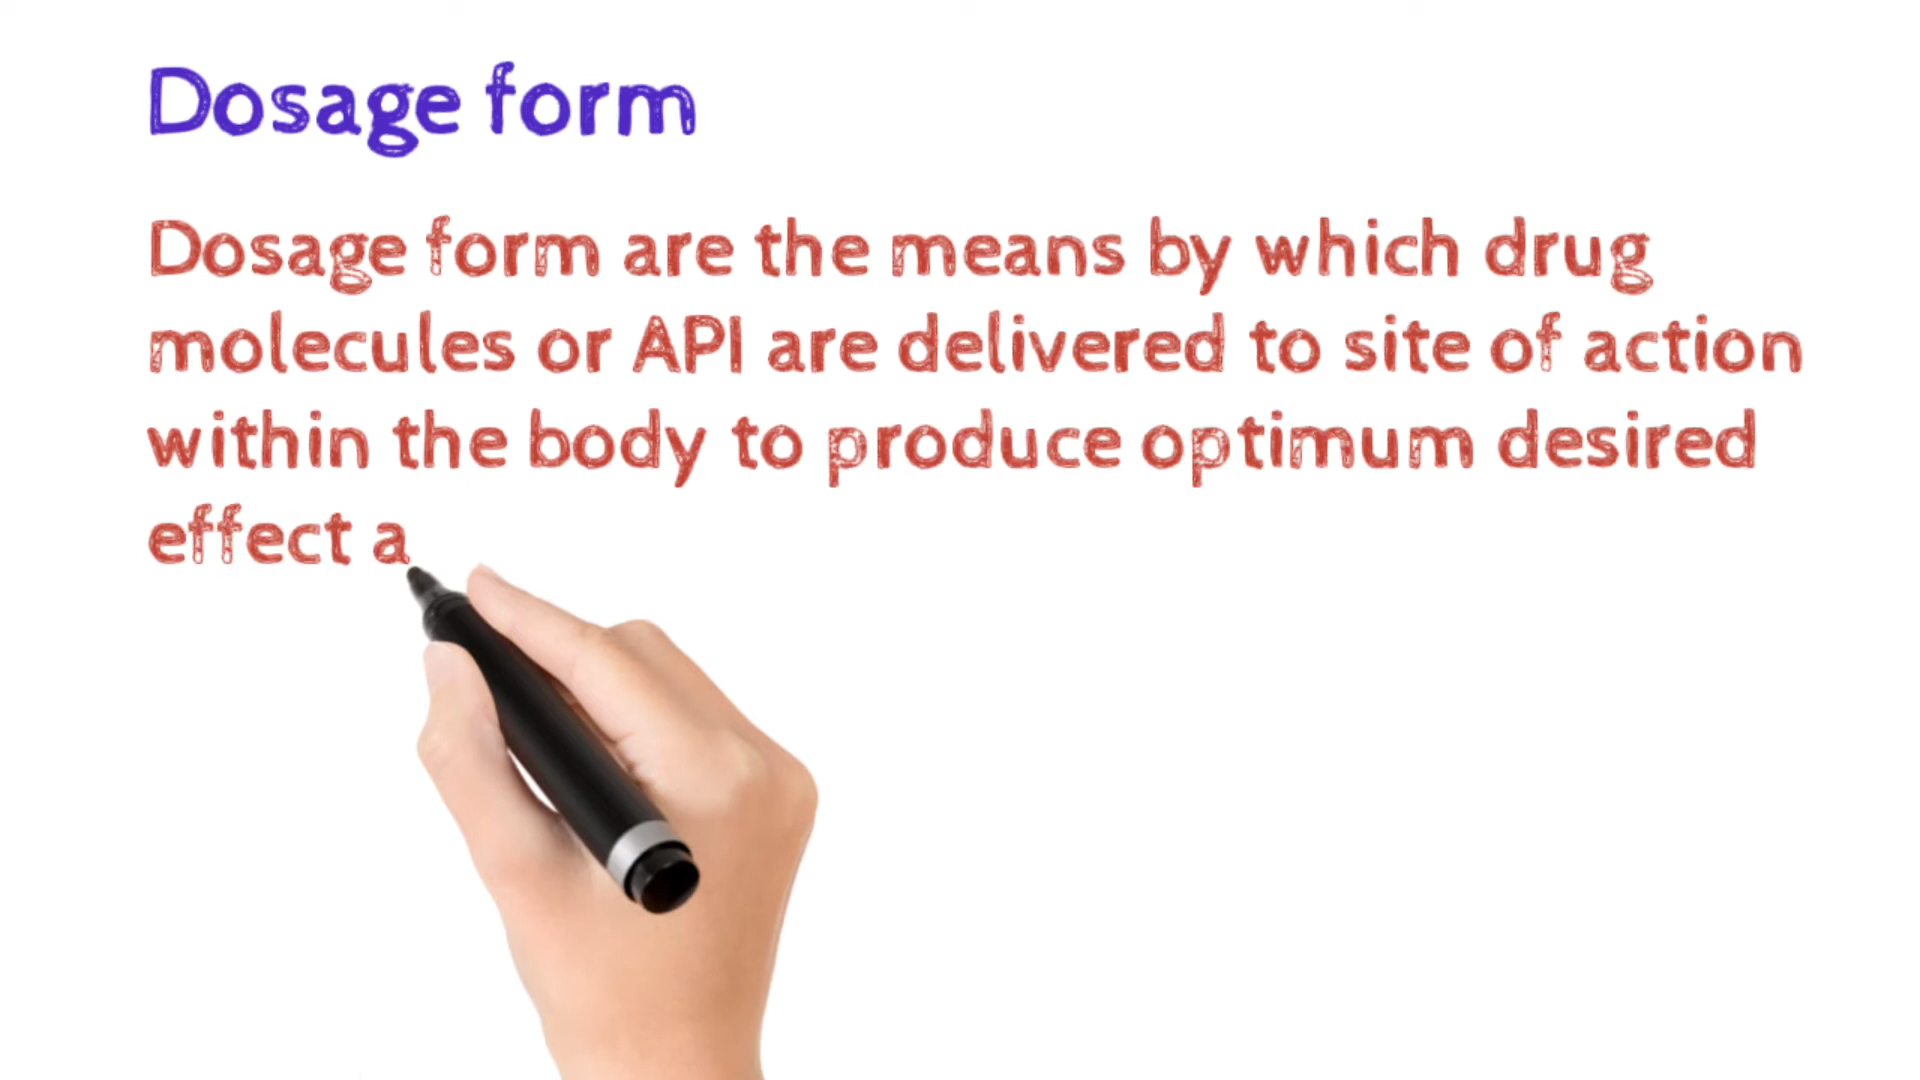 Dosage form
Dosage form are the means by which drug
molecules or API are delivered to site of action
within the body to produce optimum desired
effect a